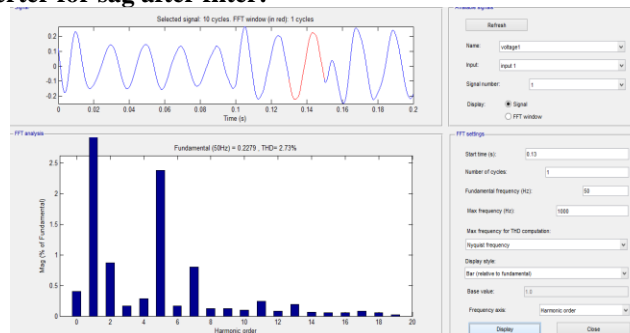 erter for sag after filter.
Signal
Available signals
Selected signal: 10 cycles. FFT window (in red): 1 cycles
0.2
0.1
0
-0.1
-0.2
0 0.02 0.04 0.06 0.08 0.1 0.12 0.14 0.16 0.18 0.2
Time (s)
Refresh
Name: voltage1
Input: input 1
Signal number: 1
Display: Signal
FFT window
FFT analysis
Fundamental (50Hz) = 0.2279 , THD= 2.73%
Mag (% of Fundamental)
2.5
2
1.5
1
0.5
0
0 2 4 6 8 10 12 14 16 18 20
Harmonic order
FFT settings
Start time (s): 0.13
Number of cycles: 1
Fundamental frequency (Hz): 50
Max frequency (Hz): 1000
Max frequency for THD computation:
Nyquist frequency
Display style:
Bar (relative to fundamental)
Base value: 1.0
Frequency axis: Harmonic order
Display Close